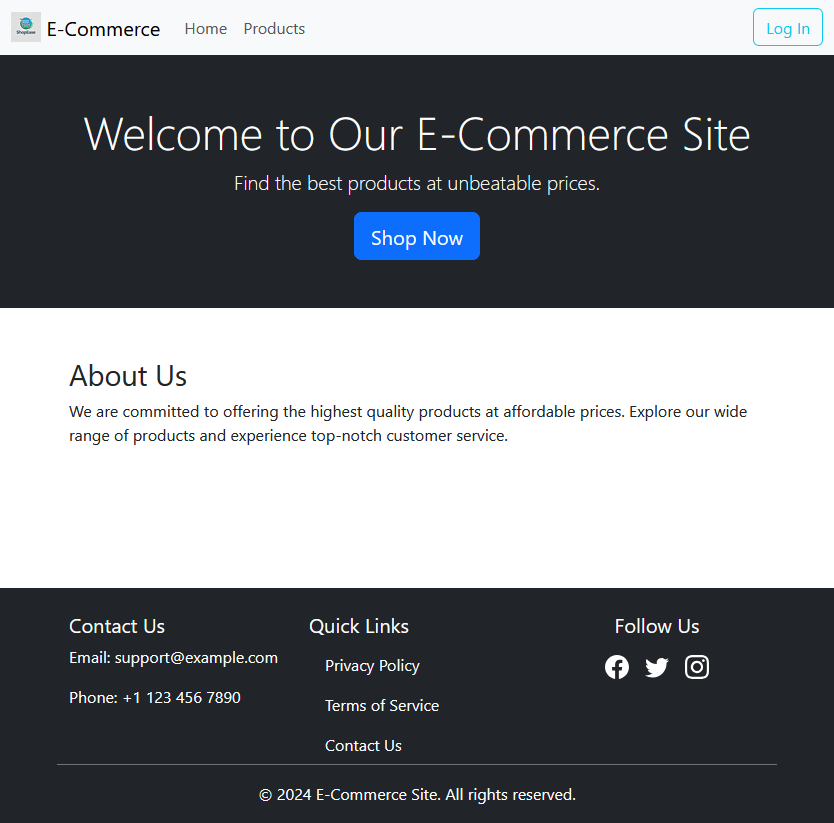 ShopEase
E-Commerce
Home
Products
Log In
Welcome to Our E-Commerce Site
Find the best products at unbeatable prices.
Shop Now
About Us
We are committed to offering the highest quality products at affordable prices. Explore our wide
range of products and experience top-notch customer service.
Contact Us
Email: support@example.com
Phone: +1 123 456 7890
Quick Links
Privacy Policy
Terms of Service
Contact Us
Follow Us
© 2024 E-Commerce Site. All rights reserved.